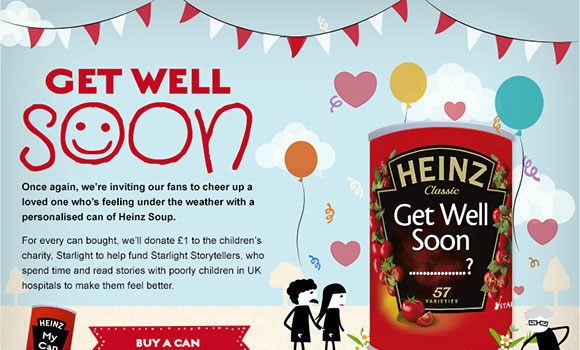 GET WELL
soon
Once again, we're inviting our fans to cheer up a
loved one who's feeling under the weather with a
personalised can of Heinz Soup.
For every can bought, we'll donate £1 to the children's
charity, Starlight to help fund Starlight Storytellers, who
spend time and read stories with poorly children in UK
hospitals to make them feel better.
HEINZ
My
Can
BUY A CAN
HEINZ
Classic
Get Well
Soon
..............?
57
VARIETIES